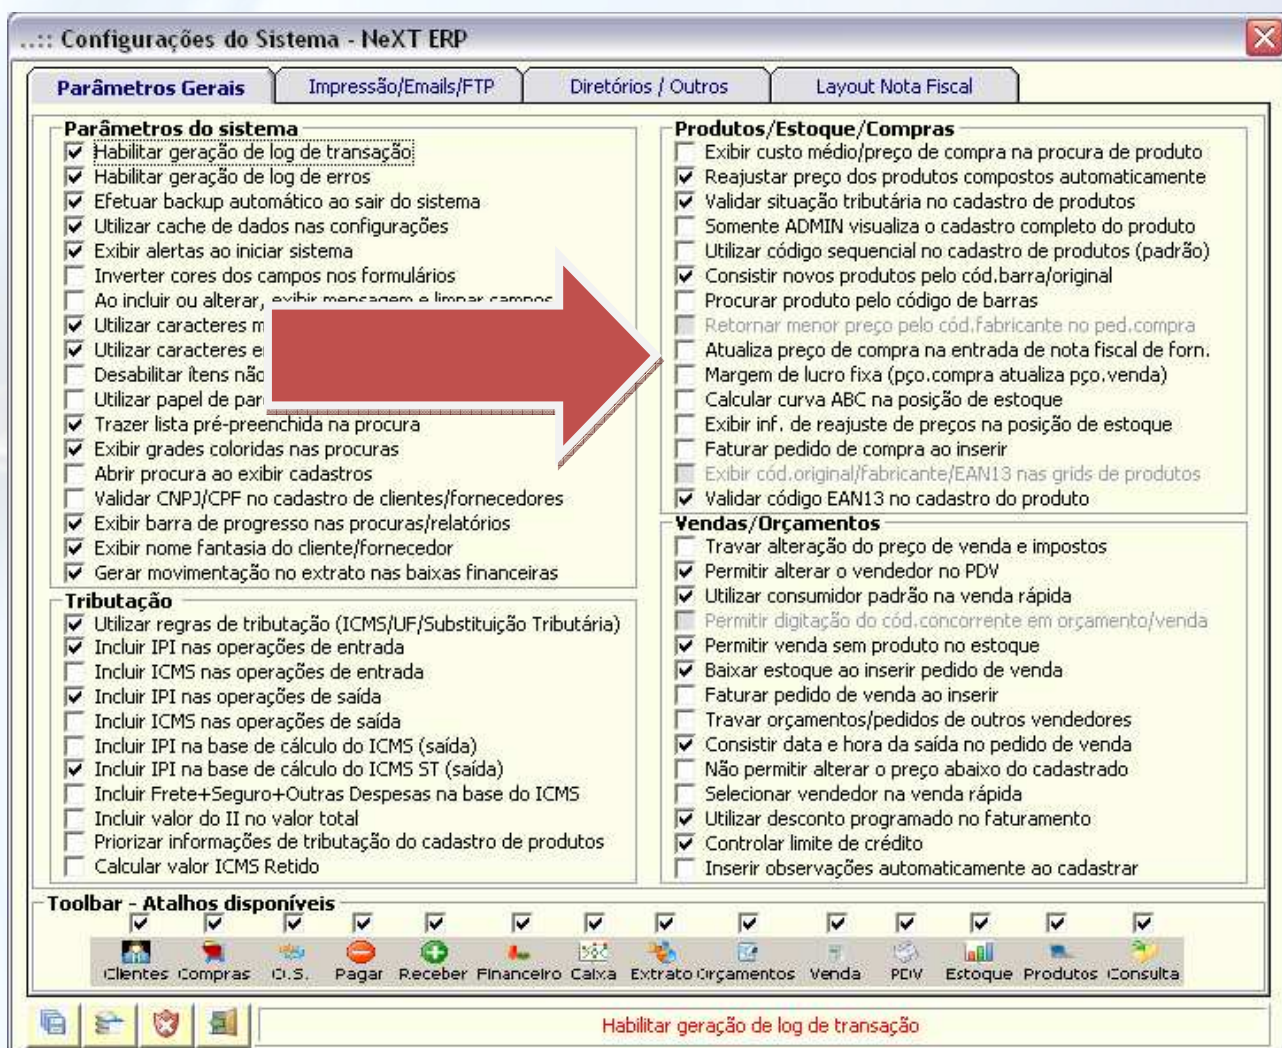 ..:: Configurações do Sistema - NeXT ERP
Parâmetros Gerais
Impressão/Emails/FTP
Diretórios / Outros
Layout Nota Fiscal
Parâmetros do sistema
Habilitar geração de log de transação
Habilitar geração de log de erros
Efetuar backup automático ao sair do sistema
Utilizar cache de dados nas configurações
Exibir alertas ao iniciar sistema
Inverter cores dos campos nos formulários
Ao incluir ou alterar, exibir mensagem e limpar campos
Utilizar caracteres
Utilizar caracteres
Desabilitar ítens não
Utilizar papel de
Trazer lista pré-preenchida na procura
Exibir grades coloridas nas procuras
Abrir procura ao exibir cadastros
Validar CNPJ/CPF no cadastro de clientes/fornecedores
Exibir barra de progresso nas procuras/relatórios
Exibir nome fantasia do cliente/fornecedor
Gerar movimentação no extrato nas baixas financeiras
Tributação
Utilizar regras de tributação (ICMS/UF/Substituição Tributária)
Incluir IPI nas operações de entrada
Incluir ICMS nas operações de entrada
Incluir IPI nas operações de saída
Incluir ICMS nas operações de saída
Incluir IPI na base de cálculo do ICMS (saída)
Incluir IPI na base de cálculo do ICMS ST (saída)
Incluir Frete+Seguro+Outras Despesas na base do ICMS
Incluir valor do II no valor total
Priorizar informações de tributação do cadastro de produtos
Calcular valor ICMS Retido
Produtos/Estoque/Compras
Exibir custo médio/preço de compra na procura de produto
Reajustar preço dos produtos compostos automaticamente
Validar situação tributária no cadastro de produtos
Somente ADMIN visualiza o cadastro completo do produto
Utilizar código sequencial no cadastro de produtos (padrão)
Consistir novos produtos pelo cód.barra/original
Procurar produto pelo código de barras
Retornar menor preço pelo cód.fabricante no ped.compra
Atualiza preço de compra na entrada de nota fiscal de forn.
Margem de lucro fixa (pço.compra atualiza pço.venda)
Calcular curva ABC na posição de estoque
Exibir inf. de reajuste de preços na posição de estoque
Faturar pedido de compra ao inserir
Exibir cód.original/fabricante/EAN13 nas grids de produtos
Validar código EAN13 no cadastro do produto
Vendas/Orçamentos
Travar alteração do preço de venda e impostos
Permitir alterar o vendedor no PDV
Utilizar consumidor padrão na venda rápida
Permitir digitação do cód.concorrente em orçamento/venda
Permitir venda sem produto no estoque
Baixar estoque ao inserir pedido de venda
Faturar pedido de venda ao inserir
Travar orçamentos/pedidos de outros vendedores
Consistir data e hora da saída no pedido de venda
Não permitir alterar o preço abaixo do cadastrado
Selecionar vendedor na venda rápida
Utilizar desconto programado no faturamento
Controlar limite de crédito
Inserir observações automaticamente ao cadastrar
Toolbar - Atalhos disponíveis
Clientes Compras O.S. Pagar Receber Financeiro Caixa Extrato Orçamentos Venda PDV Estoque Produtos Consulta
Habilitar geração de log de transação